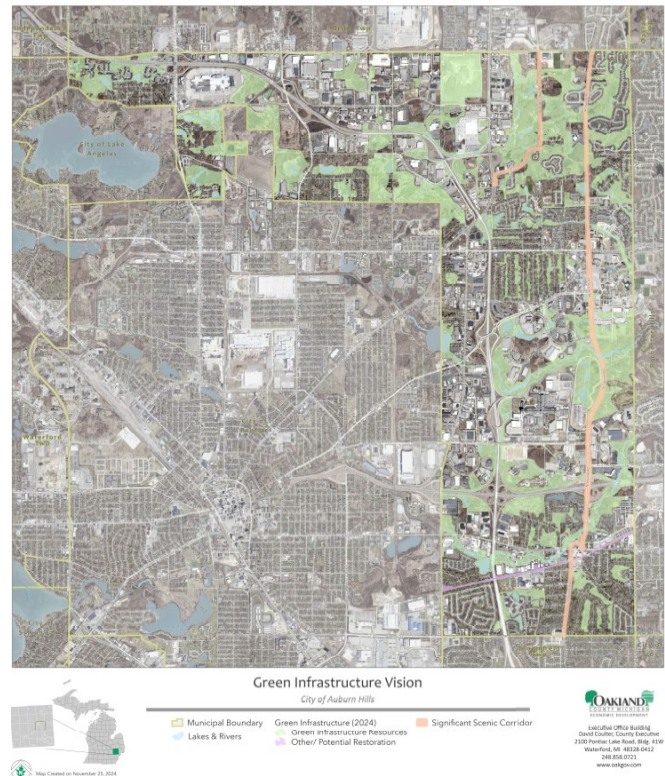 City of Lake
Angelus
Waterford
Green Infrastructure Vision
City of Auburn Hills
Municipal Boundary
Lakes & Rivers
Green Infrastructure (2024)
Green Infrastructure Resources
Other/ Potential Restoration
Significant Scenic Corridor
OAKLAND
COUNTY MICHIGAN
ECONOMIC DEVELOPMENT
Executive Office Building
David Coulter, County Executive
2100 Pontiac Lake Road, Bldg. 41W
Waterford, MI 48328-0412
248.858.0721
www.oakgov.com
Map Created on November 25, 2024